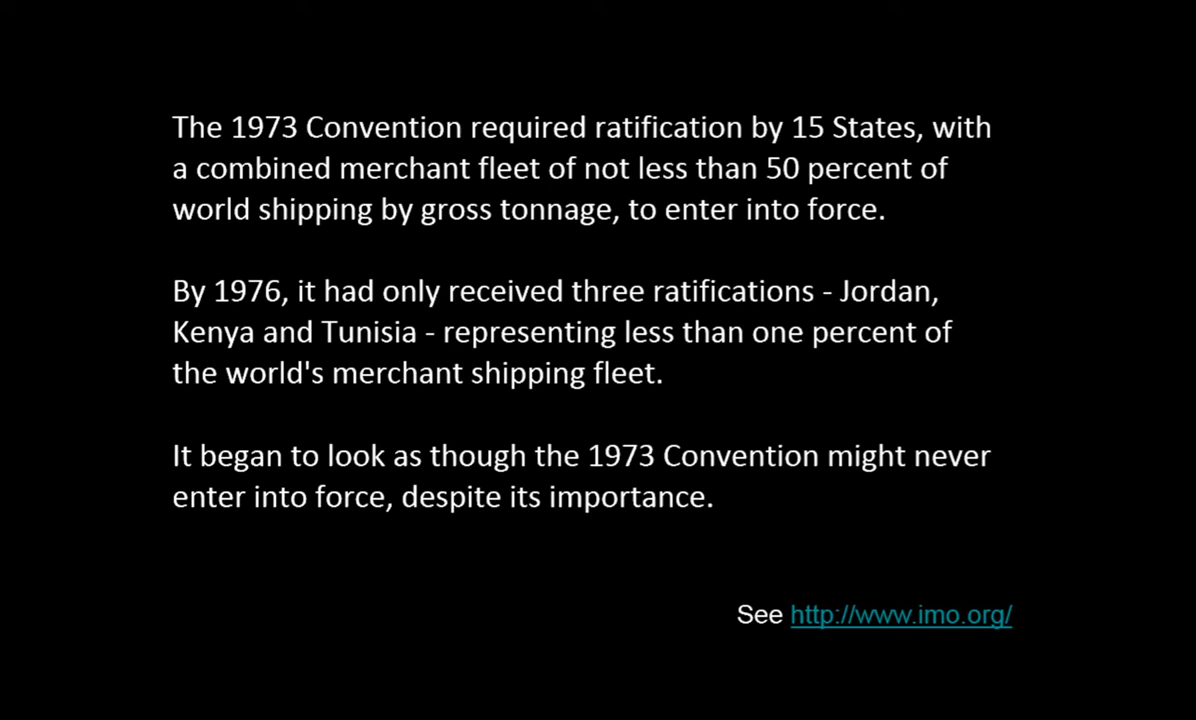 The 1973 Convention required ratification by 15 States, with
a combined merchant fleet of not less than 50 percent of
world shipping by gross tonnage, to enter into force.
By 1976, it had only received three ratifications - Jordan,
Kenya and Tunisia - representing less than one percent of
the world's merchant shipping fleet.
It began to look as though the 1973 Convention might never
enter into force, despite its importance.
See http://www.imo.org/